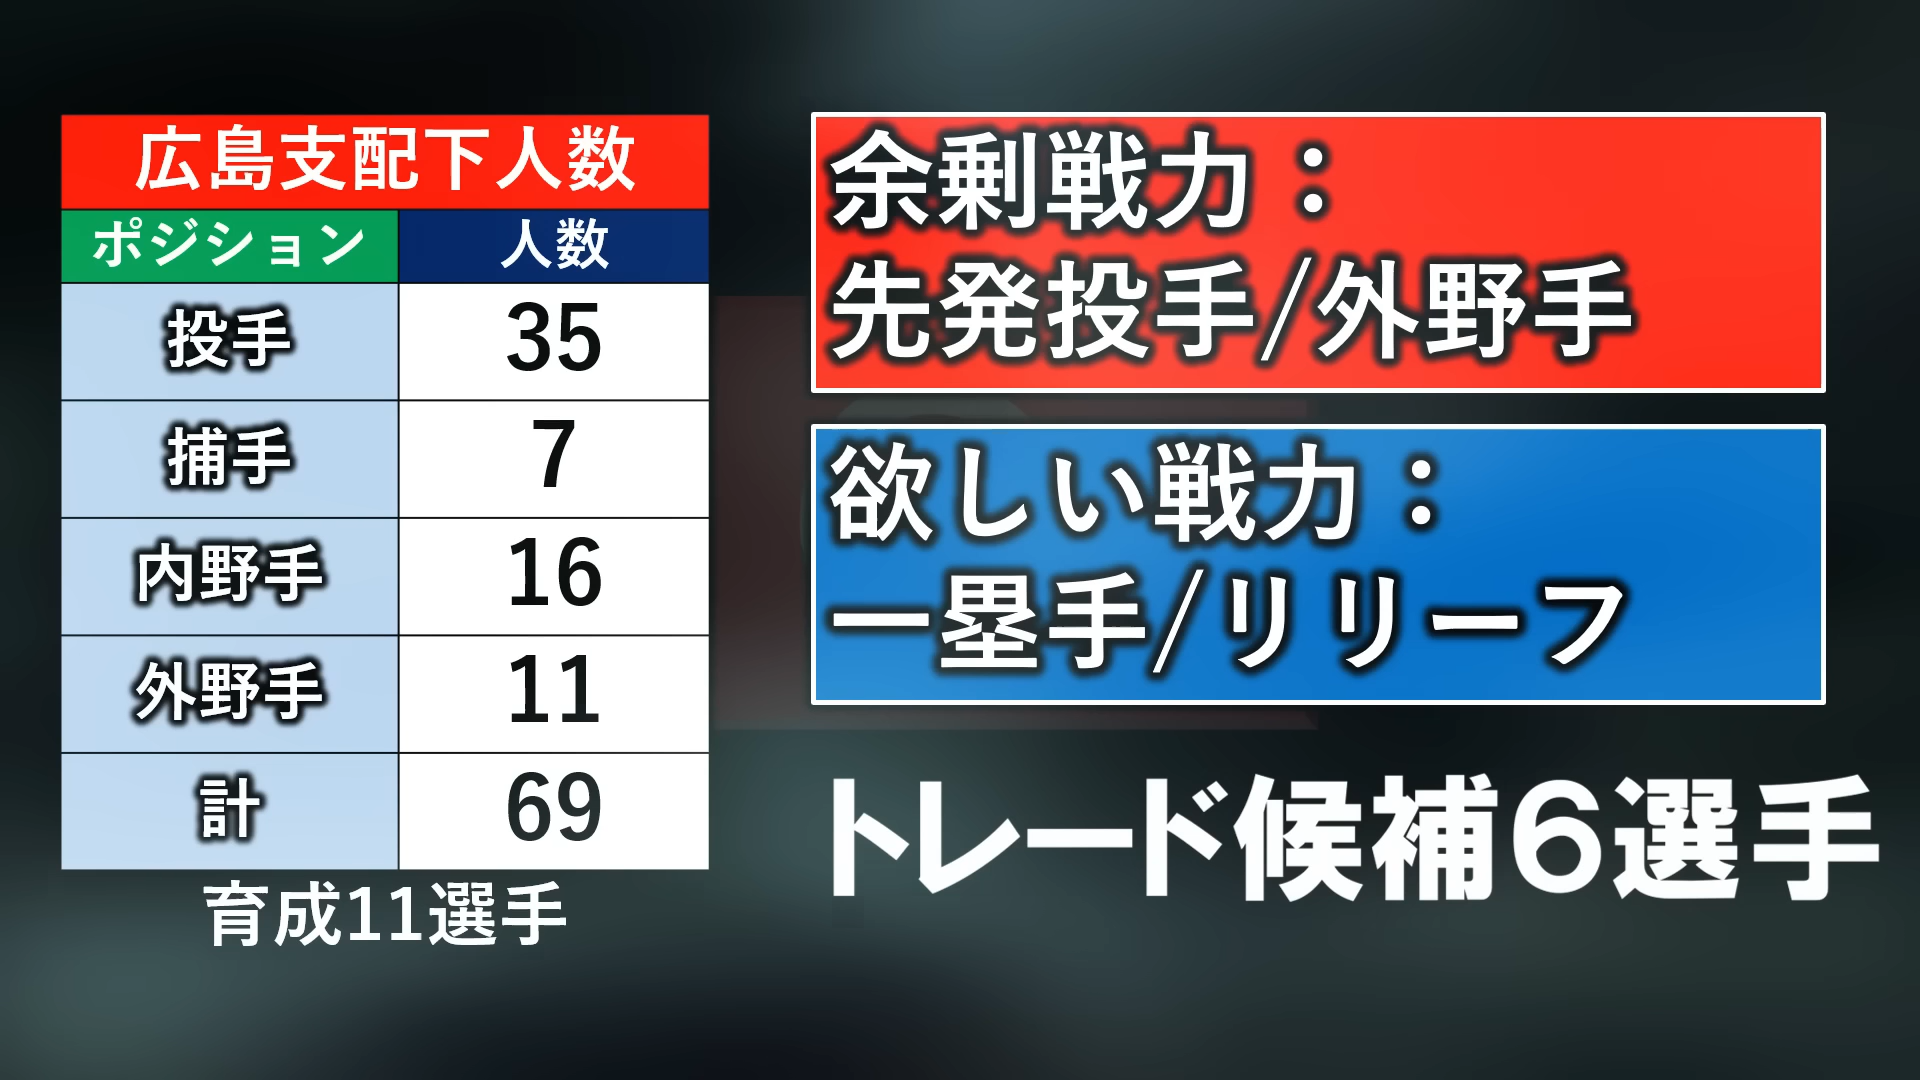 広島支配下人数
ポジション 人数
投手 35
捕手 7
内野手 16
外野手 11
計 69
育成11選手
余剰戦力：
先発投手/外野手
欲しい戦力：
一塁手/リリーフ
トレード候補6選手